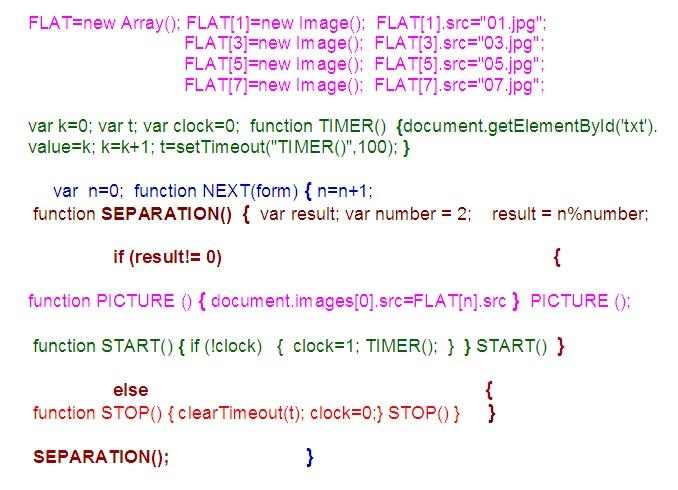 FLAT=new Array(); FLAT[1]=new Image(); FLAT[1].src="01.jpg";
FLAT[3]=new Image(); FLAT[3].src="03.jpg";
FLAT[5]=new Image(); FLAT[5].src="05.jpg";
FLAT[7]=new Image(); FLAT[7].src="07.jpg";
var k=0; var t; var clock=0; function TIMER() {document.getElementById('txt').
value=k; k=k+1; t=setTimeout("TIMER()",100); }
var n=0; function NEXT(form) { n=n+1;
function SEPARATION() { var result; var number = 2; result = n%number;
if (result!= 0) {
function PICTURE () { document.images[0].src=FLAT[n].src } PICTURE ();
function START() { if (!clock) { clock=1; TIMER(); } } START() }
else {
function STOP() { clearTimeout(t); clock=0;} STOP() } }
SEPARATION(); }